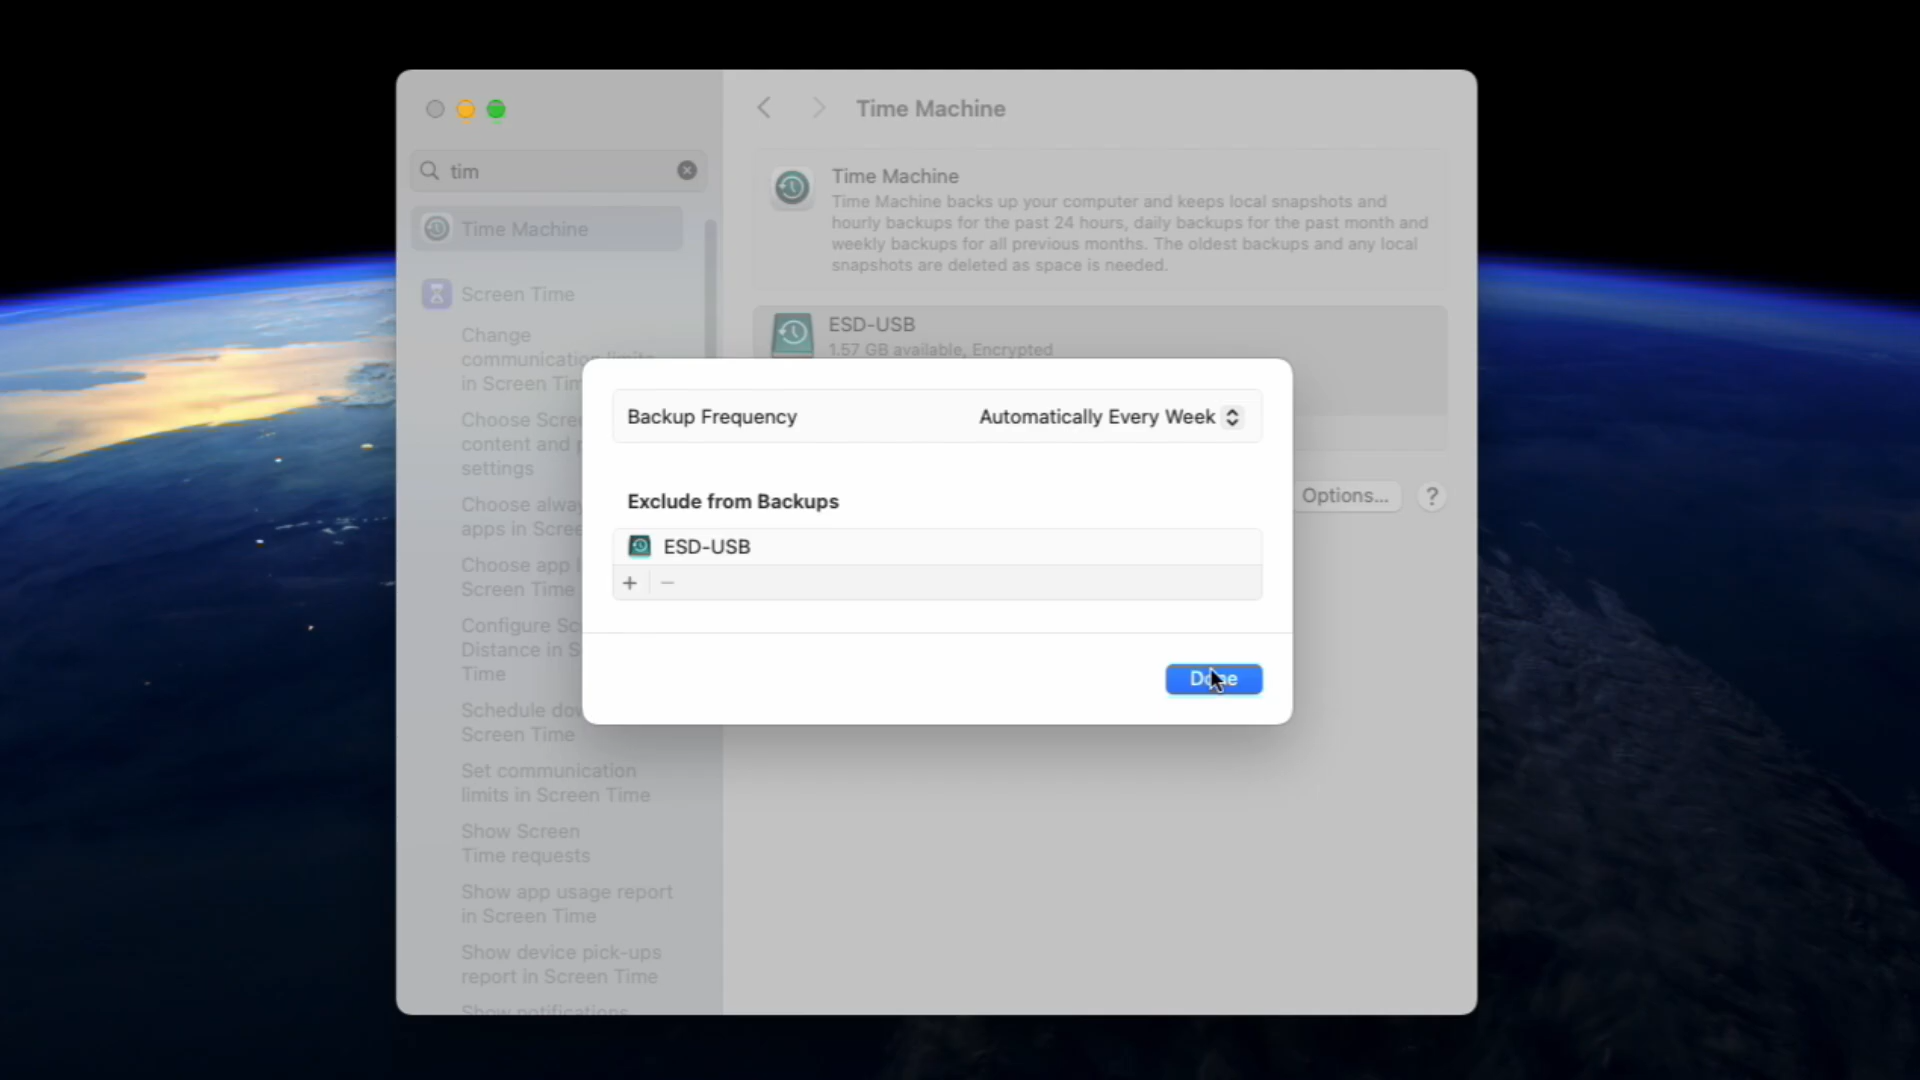 tim
Time Machine
Screen Time
Change
communication limits
in Screen Tim
Choose Scre
content and p
settings
Choose alwa
apps in Scree
Choose app l
Screen Time
Configure Sc
Distance in S
Time
Schedule dow
Screen Time
Set communication
limits in Screen Time
Show Screen
Time requests
Show app usage report
in Screen Time
Show device pick-ups
report in Screen Time
Show notifications
Time Machine
Time Machine
Time Machine backs up your computer and keeps local snapshots and
hourly backups for the past 24 hours, daily backups for the past month and
weekly backups for all previous months. The oldest backups and any local
snapshots are deleted as space is needed.
ESD-USB
1.57 GB available, Encrypted
Options...
?
Backup Frequency
Automatically Every Week
Exclude from Backups
ESD-USB
Done